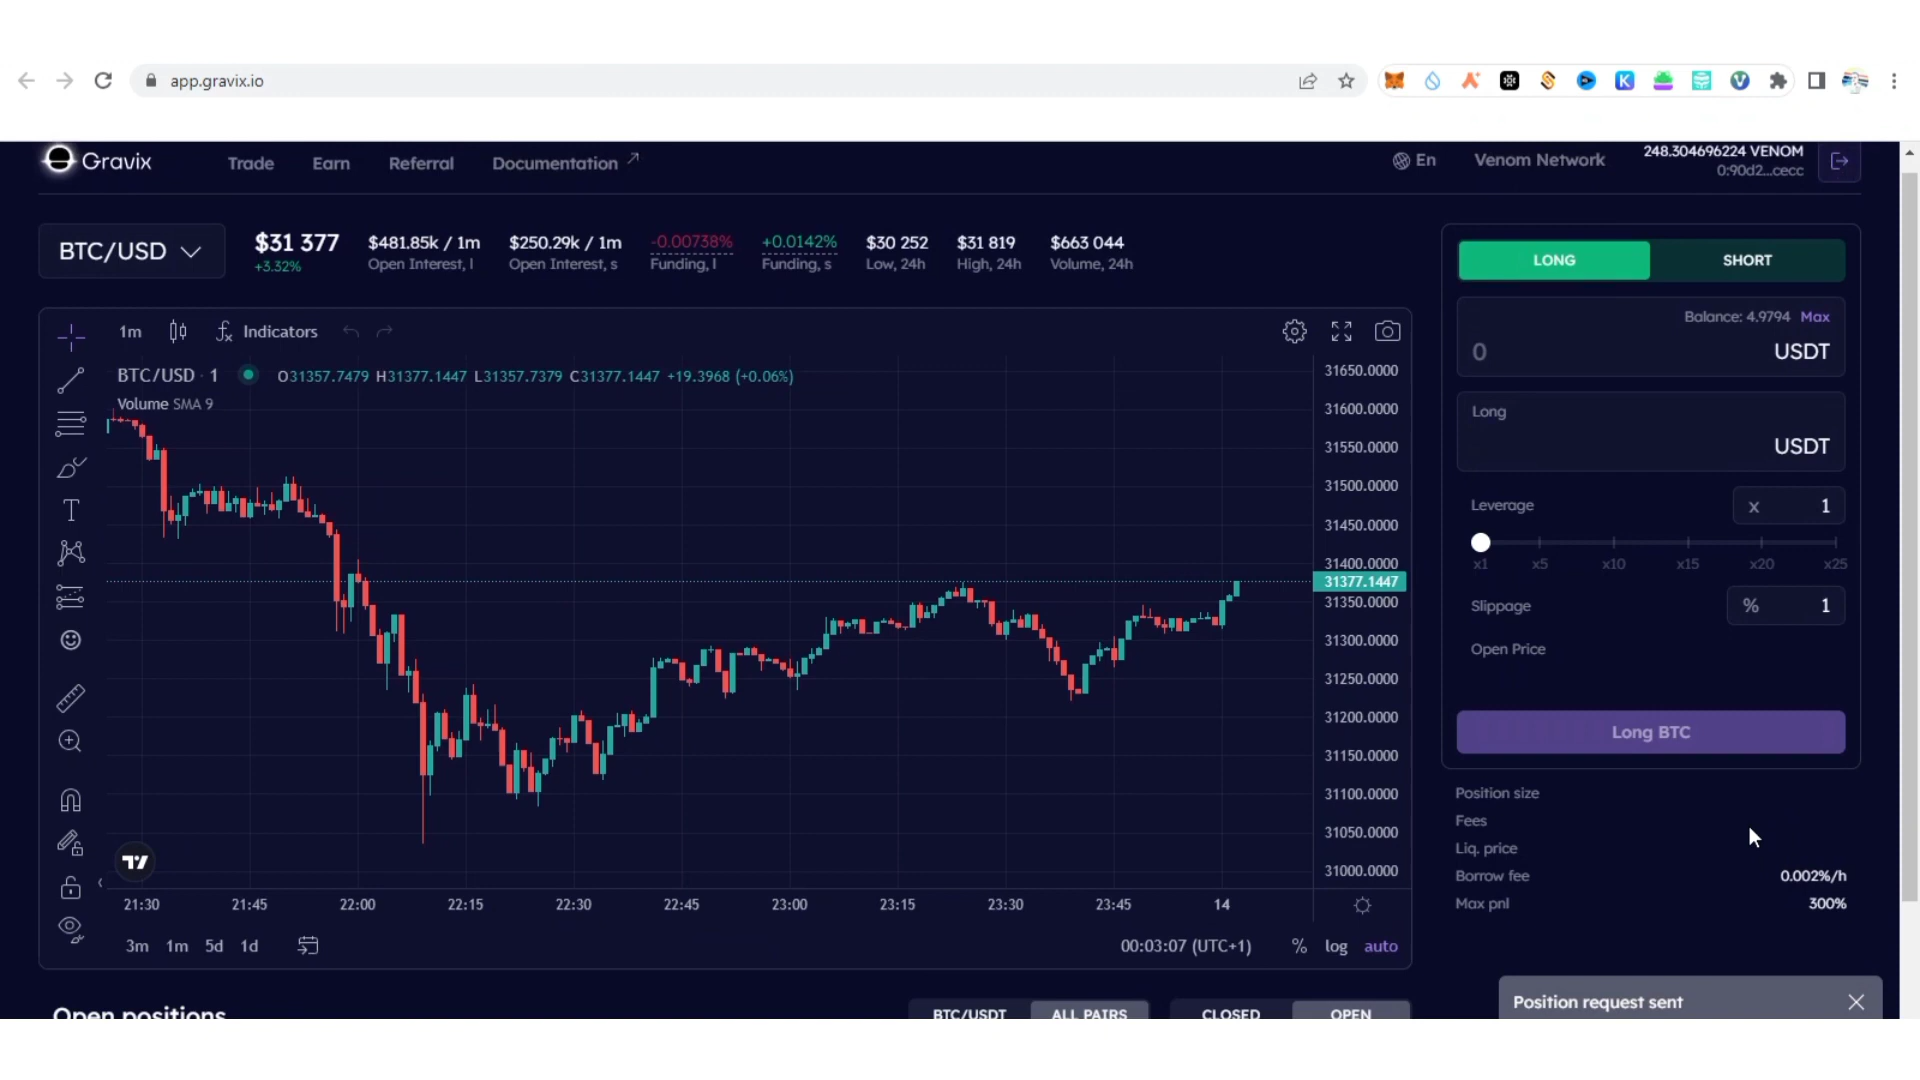 app.gravix.io
Gravix
Trade
Earn
Referral
Documentation
En
Venom Network
248.304696224 VENOM
0:90d2...cecc
BTC/USD
$31 377
+3.32%
$481.85k / 1m
Open Interest, l
$250.29k / 1m
Open Interest, s
-0.00738%
Funding, l
+0.0142%
Funding, s
$30 252
Low, 24h
$31 819
High, 24h
$663 044
Volume, 24h
1m
Indicators
BTC/USD · 1
O31357.7479 H31377.1447 L31357.7379 C31377.1447 +19.3968 (+0.06%)
Volume SMA 9
31650.0000
31600.0000
31550.0000
31500.0000
31450.0000
31400.0000
31377.1447
31350.0000
31300.0000
31250.0000
31200.0000
31150.0000
31100.0000
31050.0000
31000.0000
21:30 21:45 22:00 22:15 22:30 22:45 23:00 23:15 23:30 23:45 14
3m 1m 5d 1d
00:03:07 (UTC+1)
% log auto
LONG
SHORT
Balance: 4.9794 Max
0 USDT
Long
USDT
Leverage x 1
x1 x5 x10 x15 x20 x25
Slippage % 1
Open Price
Long BTC
Position size
Fees
Liq. price
Borrow fee 0.002%/h
Max pnl 300%
Open positions
BTC/USDT ALL PAIRS CLOSED OPEN
Position request sent